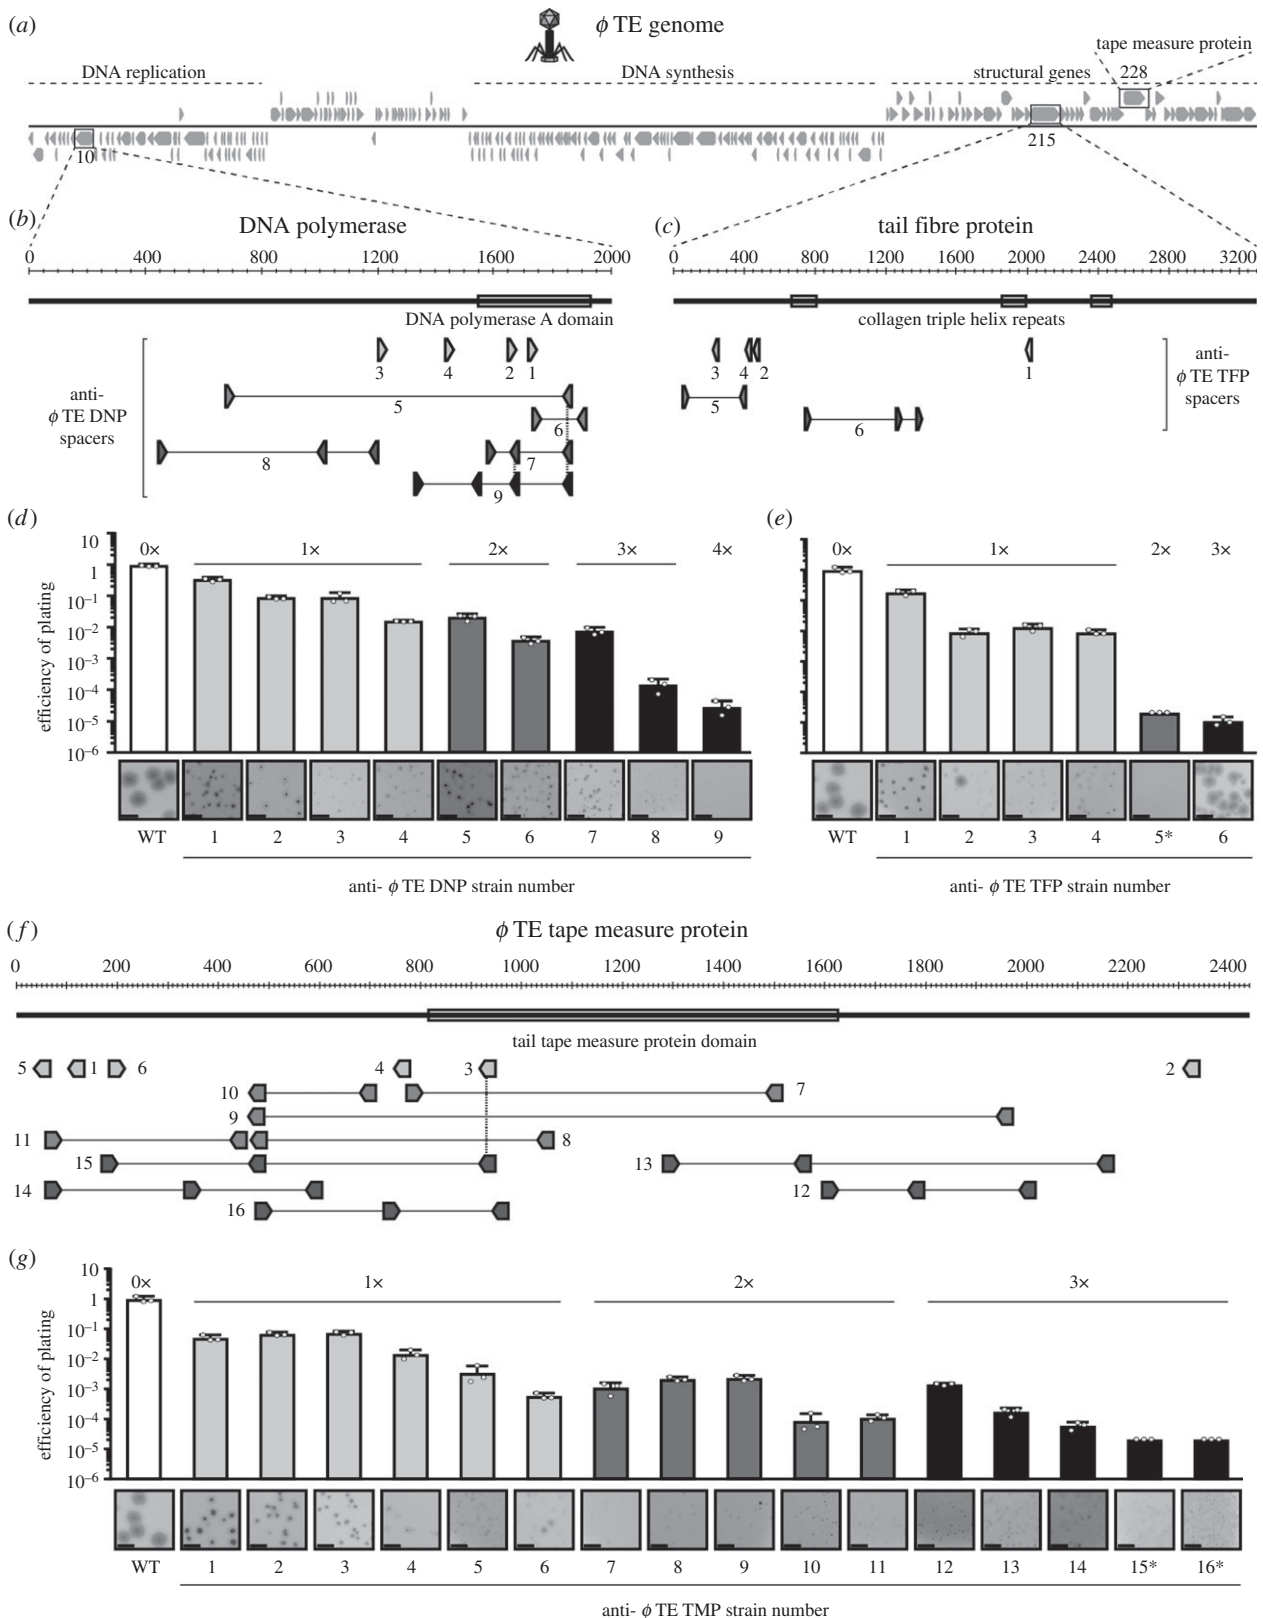 (a)
ϕ TE genome
tape measure protein
DNA replication
DNA synthesis
structural genes
228
10
215
(b)
DNA polymerase
0 400 800 1200 1600 2000
DNA polymerase A domain
anti-
ϕ TE DNP
spacers
3 4 2 1
5
6
8 7
9
(c)
tail fibre protein
0 400 800 1200 1600 2000 2400 2800 3200
collagen triple helix repeats
anti-
ϕ TE TFP
spacers
3 4 2 1
5
6
(d)
efficiency of plating
10
1
10⁻¹
10⁻²
10⁻³
10⁻⁴
10⁻⁵
10⁻⁶
0× 1× 2× 3× 4×
WT 1 2 3 4 5 6 7 8 9
anti- ϕ TE DNP strain number
(e)
0× 1× 2× 3×
WT 1 2 3 4 5* 6
anti- ϕ TE TFP strain number
(f)
ϕ TE tape measure protein
0 200 400 600 800 1000 1200 1400 1600 1800 2000 2200 2400
tail tape measure protein domain
5 1 6 4 3 2
10 7
9
11 8
15 13
14 12
16
(g)
efficiency of plating
10
1
10⁻¹
10⁻²
10⁻³
10⁻⁴
10⁻⁵
10⁻⁶
0× 1× 2× 3×
WT 1 2 3 4 5 6 7 8 9 10 11 12 13 14 15* 16*
anti- ϕ TE TMP strain number